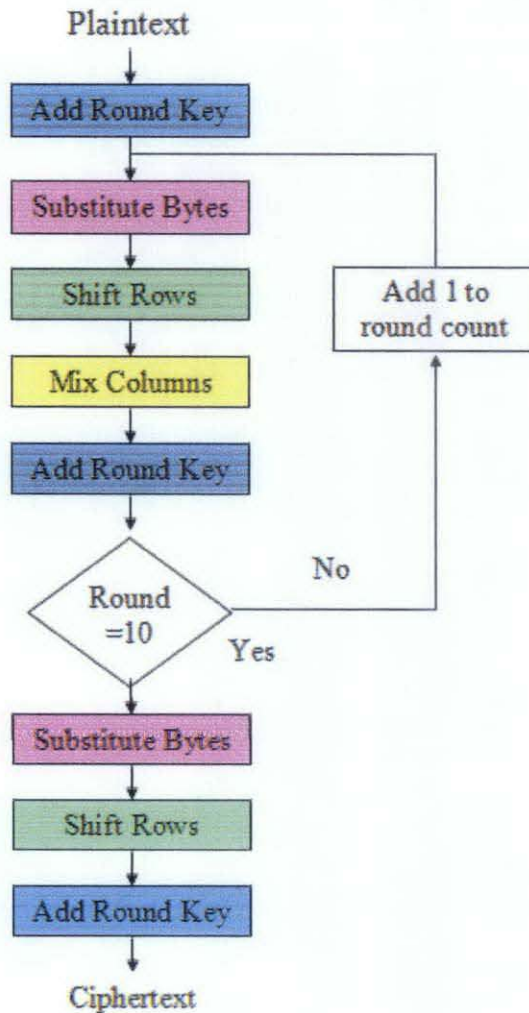 Plaintext
Add Round Key
Substitute Bytes
Shift Rows
Add 1 to
round count
Mix Columns
Add Round Key
No
Round
=10
Yes
Substitute Bytes
Shift Rows
Add Round Key
Ciphertext